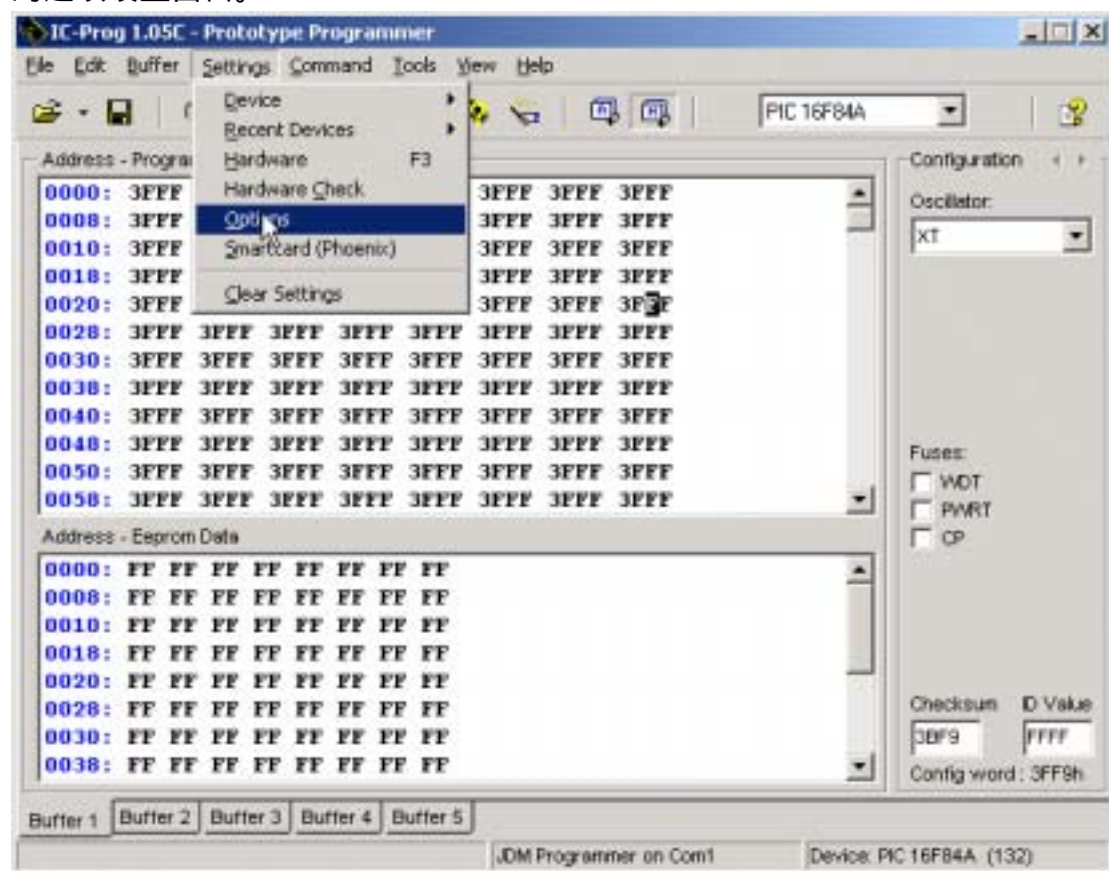 IC-Prog 1.05C - Prototype Programmer
File Edit Buffer Settings Command Tools View Help
PIC 16F84A
Device
Recent Devices
Hardware F3
Hardware Check
Options
Smartcard (Phoenix)
Clear Settings
Address - Progra
0000: 3FFF 3FFF 3FFF 3FFF
0008: 3FFF 3FFF 3FFF 3FFF
0010: 3FFF 3FFF 3FFF 3FFF
0018: 3FFF 3FFF 3FFF 3FFF
0020: 3FFF 3FFF 3FFF 3FFF
0028: 3FFF 3FFF 3FFF 3FFF 3FFF 3FFF 3FFF 3FFF
0030: 3FFF 3FFF 3FFF 3FFF 3FFF 3FFF 3FFF 3FFF
0038: 3FFF 3FFF 3FFF 3FFF 3FFF 3FFF 3FFF 3FFF
0040: 3FFF 3FFF 3FFF 3FFF 3FFF 3FFF 3FFF 3FFF
0048: 3FFF 3FFF 3FFF 3FFF 3FFF 3FFF 3FFF 3FFF
0050: 3FFF 3FFF 3FFF 3FFF 3FFF 3FFF 3FFF 3FFF
0058: 3FFF 3FFF 3FFF 3FFF 3FFF 3FFF 3FFF 3FFF
Address - Eeprom Data
0000: FF FF FF FF FF FF FF FF
0008: FF FF FF FF FF FF FF FF
0010: FF FF FF FF FF FF FF FF
0018: FF FF FF FF FF FF FF FF
0020: FF FF FF FF FF FF FF FF
0028: FF FF FF FF FF FF FF FF
0030: FF FF FF FF FF FF FF FF
0038: FF FF FF FF FF FF FF FF
Configuration
Oscillator:
XT
Fuses:
WDT
PWRT
CP
Checksum ID Value
3BF9 FFFF
Config word : 3FF9h
Buffer 1 Buffer 2 Buffer 3 Buffer 4 Buffer 5
JDM Programmer on Com1 Device: PIC 16F84A (132)